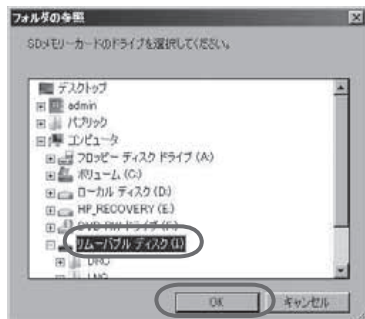 フォルダの参照
SDメモリーカードのドライブを選択してください。
デスクトップ
admin
パブリック
コンピュータ
フロッピー ディスク ドライブ (A:)
ボリューム (C:)
ローカル ディスク (D:)
HP_RECOVERY (E:)
リムーバブル ディスク (I:)
OK
キャンセル